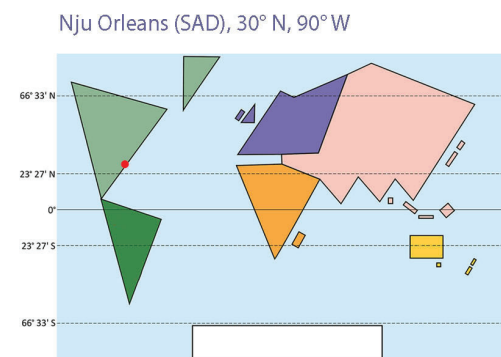 Nju Orleans (SAD), 30° N, 90° W
66° 33' N
23° 27' N
0°
23° 27' S
66° 33' S